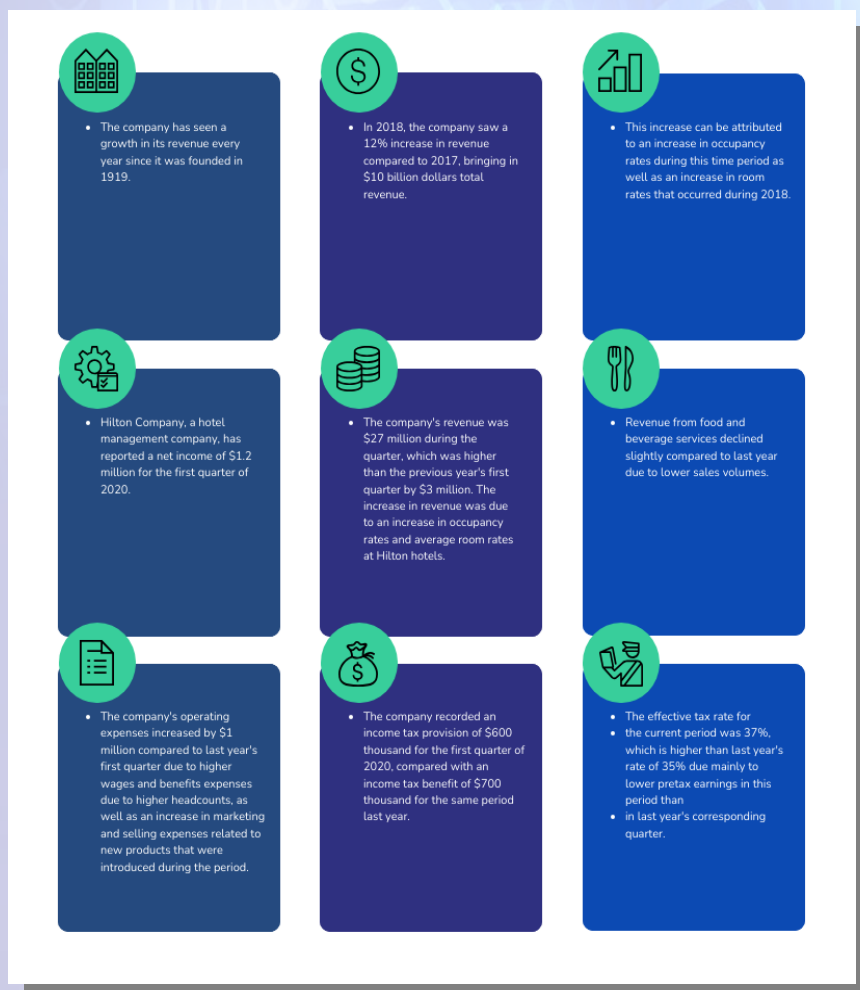 • The company has seen a
growth in its revenue every
year since it was founded in
1919.
• In 2018, the company saw a
12% increase in revenue
compared to 2017, bringing in
$10 billion dollars total
revenue.
• This increase can be attributed
to an increase in occupancy
rates during this time period as
well as an increase in room
rates that occurred during 2018.
• Hilton Company, a hotel
management company, has
reported a net income of $1.2
million for the first quarter of
2020.
• The company's revenue was
$27 million during the
quarter, which was higher
than the previous year's first
quarter by $3 million. The
increase in revenue was due
to an increase in occupancy
rates and average room rates
at Hilton hotels.
• Revenue from food and
beverage services declined
slightly compared to last year
due to lower sales volumes.
• The company's operating
expenses increased by $1
million compared to last year's
first quarter due to higher
wages and benefits expenses
due to higher headcounts, as
well as an increase in marketing
and selling expenses related to
new products that were
introduced during the period.
• The company recorded an
income tax provision of $600
thousand for the first quarter of
2020, compared with an
income tax benefit of $700
thousand for the same period
last year.
• The effective tax rate for
• the current period was 37%,
which is higher than last year's
rate of 35% due mainly to
lower pretax earnings in this
period than
• in last year's corresponding
quarter.